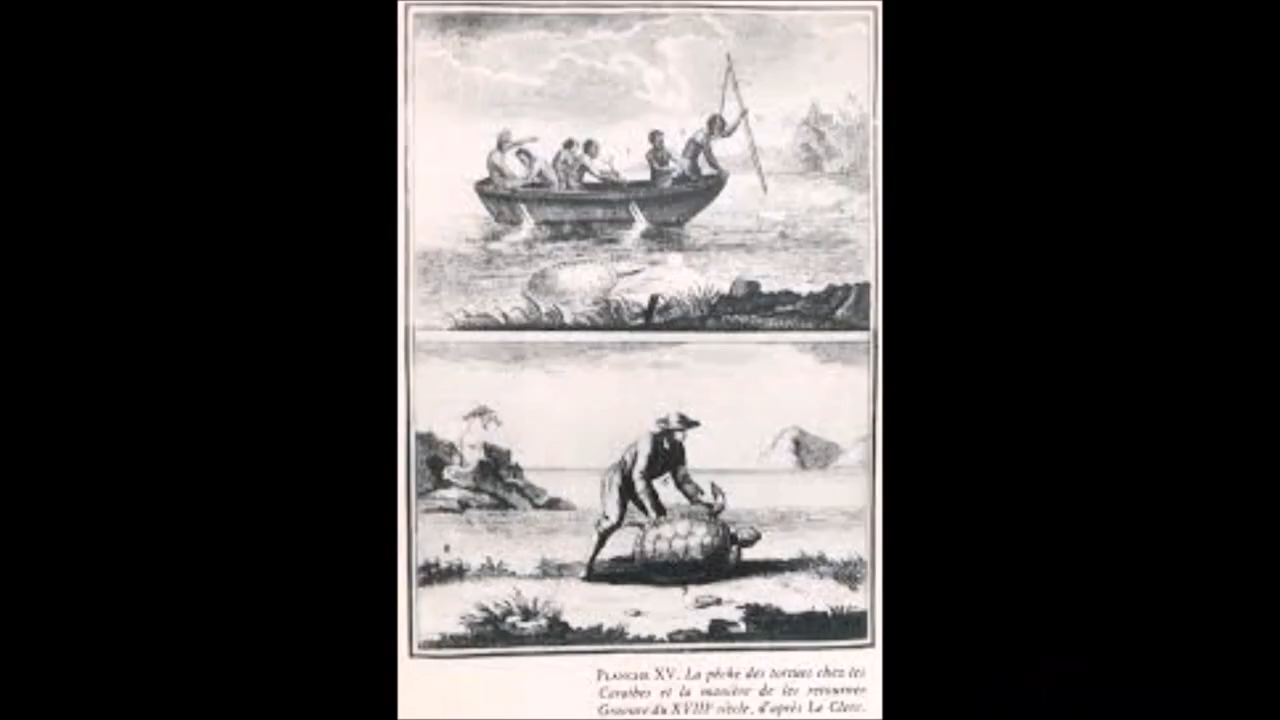 PLANCHE XV. La pêche des tortues chez les
Caraïbes et la manière de les retourner
Gravure du XVIIIe siècle, d'après Le Clerc.